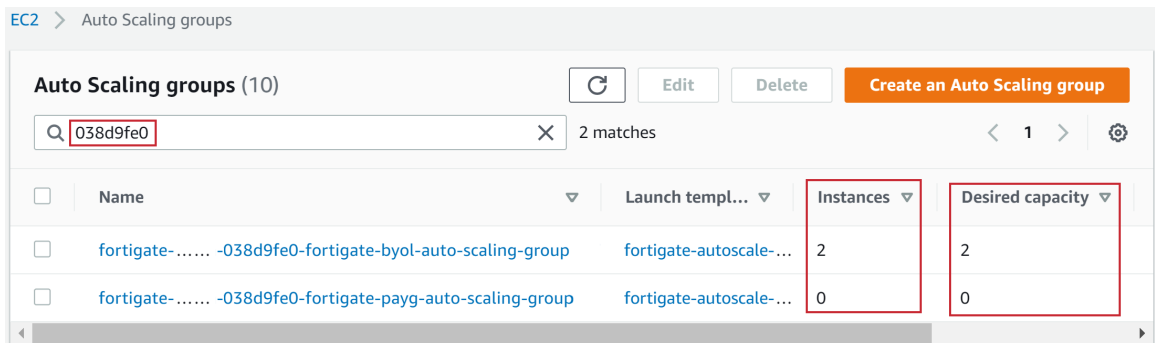 EC2 > Auto Scaling groups
Auto Scaling groups (10) Edit Delete Create an Auto Scaling group
038d9fe0 2 matches 1
Name Launch templ... Instances Desired capacity
fortigate-...... -038d9fe0-fortigate-byol-auto-scaling-group fortigate-autoscale-... 2 2
fortigate-...... -038d9fe0-fortigate-payg-auto-scaling-group fortigate-autoscale-... 0 0